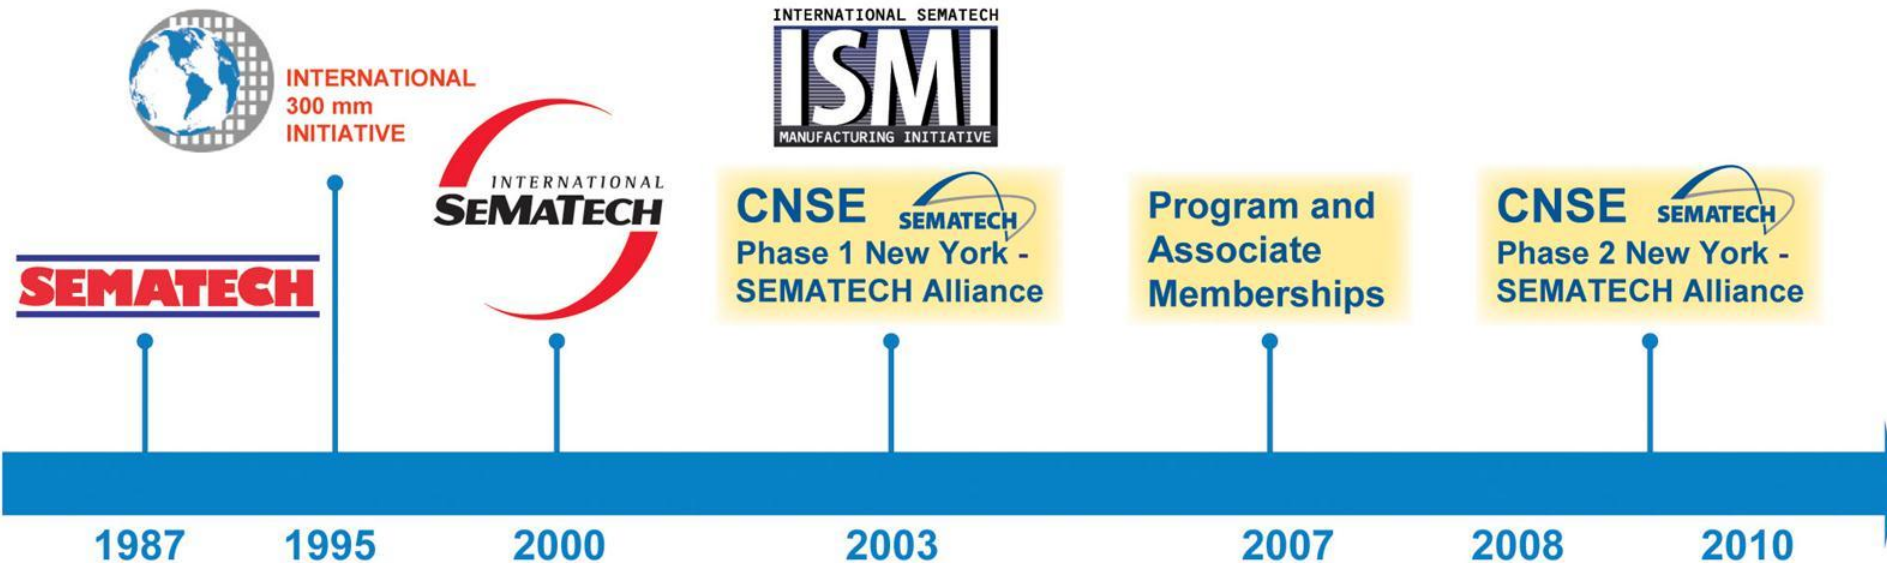 INTERNATIONAL
300 mm
INITIATIVE
SEMATECH
INTERNATIONAL
SEMATECH
INTERNATIONAL SEMATECH
ISMI
MANUFACTURING INITIATIVE
CNSE SEMATECH
Phase 1 New York -
SEMATECH Alliance
Program and
Associate
Memberships
CNSE SEMATECH
Phase 2 New York -
SEMATECH Alliance
1987 1995 2000 2003 2007 2008 2010